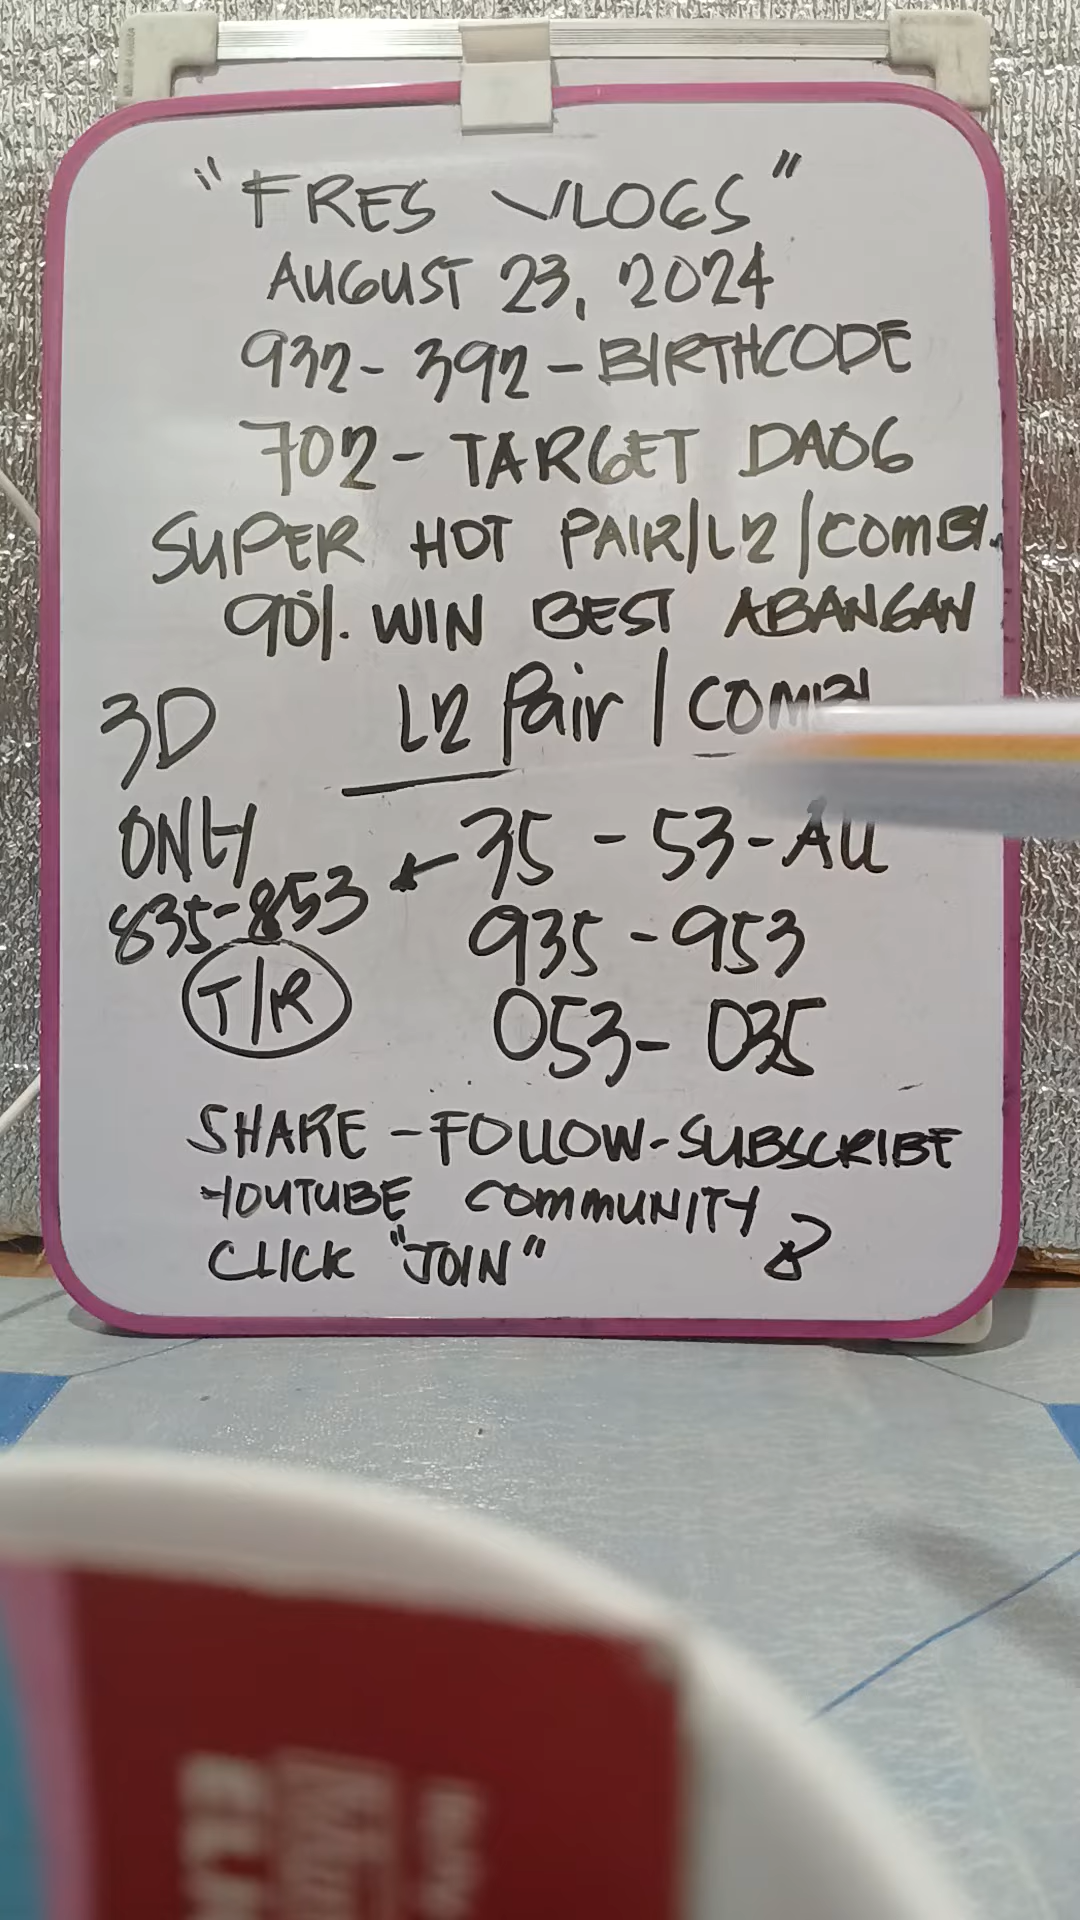 "FRES VLOGS"
AUGUST 23, 2024
932-392-BIRTHCODE
702-TARGET DAOG
SUPER HOT PAIR/L2/COMBI.
90% WIN BEST ABANGAN
3D L2 Pair/COMBI
ONLY 35-53-All
835-853 935-953
T/R 053-035
SHARE-FOLLOW-SUBSCRIBE
YOUTUBE COMMUNITY
CLICK "JOIN"